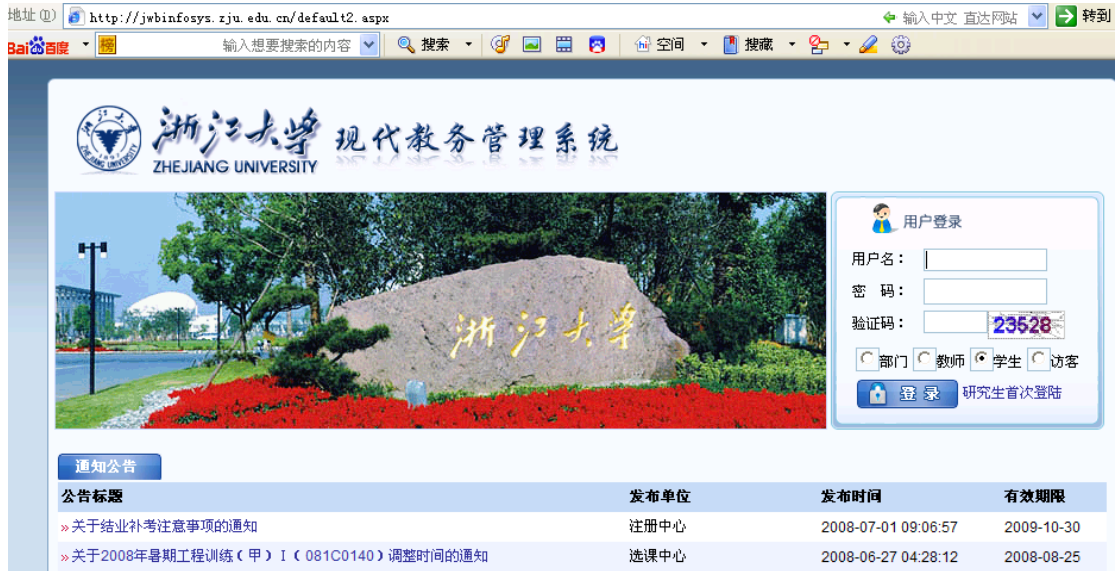 地址(D) http://jwbinfosys.zju.edu.cn/default2.aspx 输入中文 直达网站 转到
Bai百度 榜 输入想要搜索的内容 搜索 hi 空间 搜藏
浙江大学 现代教务管理系统
ZHEJIANG UNIVERSITY
浙江大学
用户登录
用户名：
密 码：
验证码： 23528
部门 教师 学生 访客
登 录 研究生首次登陆
通知公告
公告标题 发布单位 发布时间 有效期限
»关于结业补考注意事项的通知 注册中心 2008-07-01 09:06:57 2009-10-30
»关于2008年暑期工程训练（甲）I（081C0140）调整时间的通知 选课中心 2008-06-27 04:28:12 2008-08-25